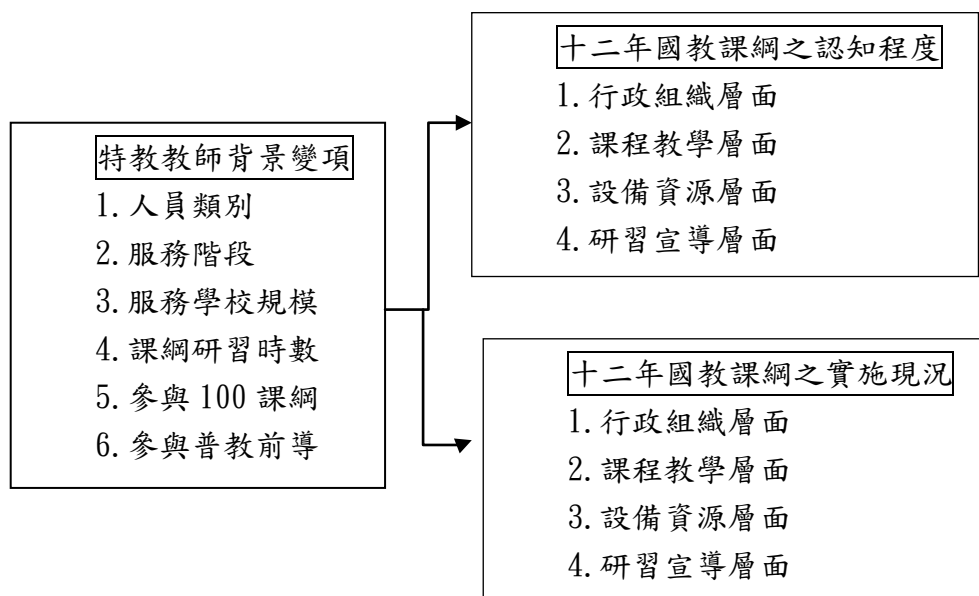 特教教師背景變項
1.人員類別
2.服務階段
3.服務學校規模
4.課綱研習時數
5.參與 100 課綱
6.參與普教前導
十二年國教課綱之認知程度
1.行政組織層面
2.課程教學層面
3.設備資源層面
4.研習宣導層面
十二年國教課綱之實施現況
1.行政組織層面
2.課程教學層面
3.設備資源層面
4.研習宣導層面